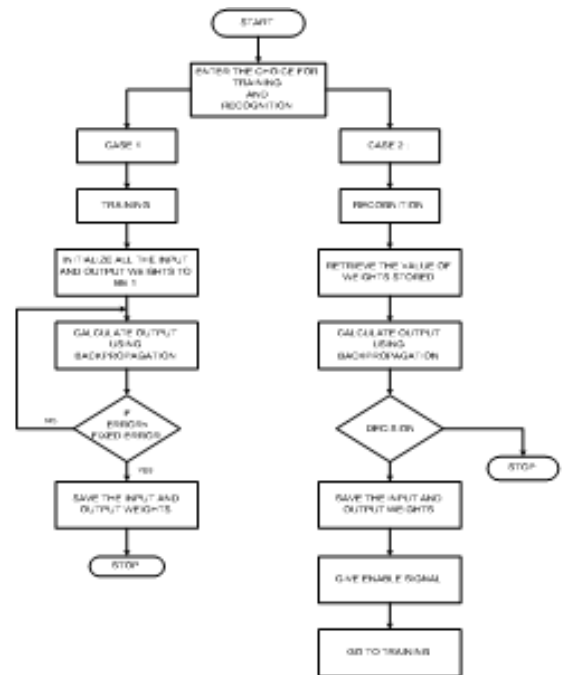 START
ENTER THE CHOICE FOR
TRAINING
AND
RECOGNITION
CASE 1
TRAINING
INITIALIZE ALL THE INPUT
AND OUTPUT WEIGHTS TO
CALCULATE OUTPUT
USING
BACKPROPAGATION
IF
FIXED ERROR
NO
YES
SAVE THE INPUT AND
OUTPUT WEIGHTS
STOP
CASE 2
RECOGNITION
RETRIEVE THE VALUE OF
WEIGHTS STORED
CALCULATE OUTPUT
USING
BACKPROPAGATION
DECISION
STOP
SAVE THE INPUT AND
OUTPUT WEIGHTS
GIVE ENABLE SIGNAL
GO TO TRAINING